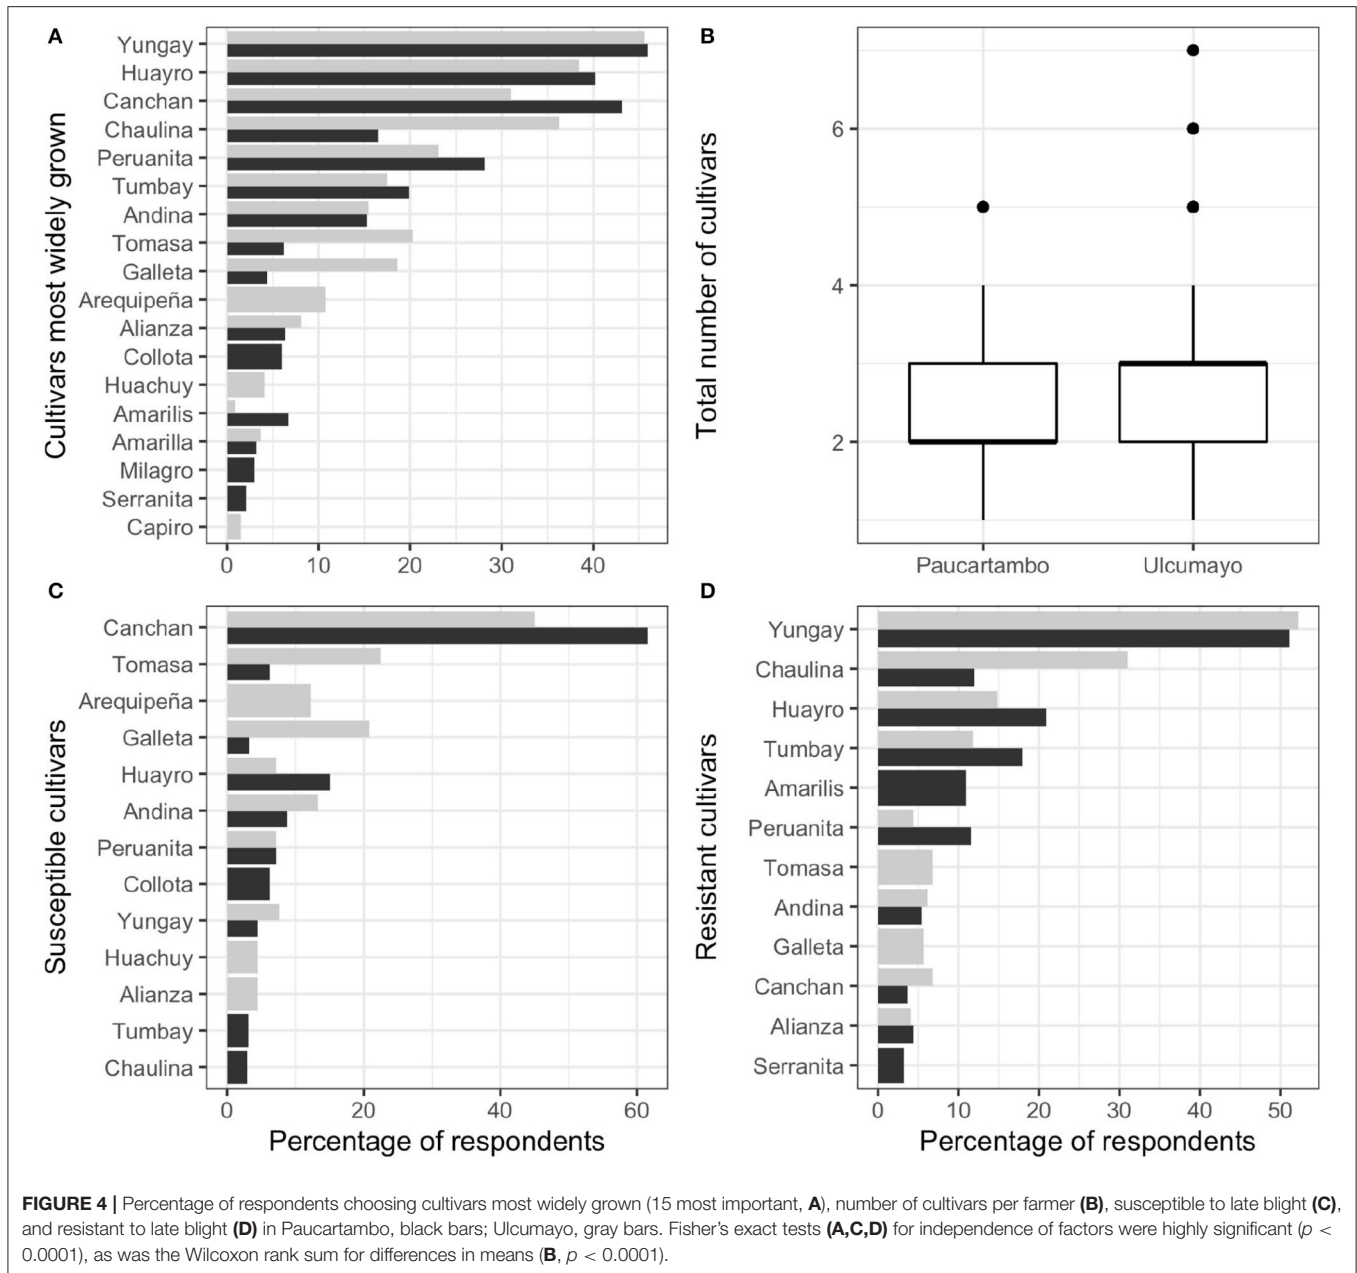 A
Cultivars most widely grown
Yungay
Huayro
Canchan
Chaulina
Peruanita
Tumbay
Andina
Tomasa
Galleta
Arequipeña
Alianza
Collota
Huachuy
Amarilis
Amarilla
Milagro
Serranita
Capiro
0 10 20 30 40
B
Total number of cultivars
6
4
2
Paucartambo Ulcumayo
C
Susceptible cultivars
Canchan
Tomasa
Arequipeña
Galleta
Huayro
Andina
Peruanita
Collota
Yungay
Huachuy
Alianza
Tumbay
Chaulina
0 20 40 60
Percentage of respondents
D
Resistant cultivars
Yungay
Chaulina
Huayro
Tumbay
Amarilis
Peruanita
Tomasa
Andina
Galleta
Canchan
Alianza
Serranita
0 10 20 30 40 50
Percentage of respondents
FIGURE 4 | Percentage of respondents choosing cultivars most widely grown (15 most important, A), number of cultivars per farmer (B), susceptible to late blight (C),
and resistant to late blight (D) in Paucartambo, black bars; Ulcumayo, gray bars. Fisher's exact tests (A,C,D) for independence of factors were highly significant (p <
0.0001), as was the Wilcoxon rank sum for differences in means (B, p < 0.0001).